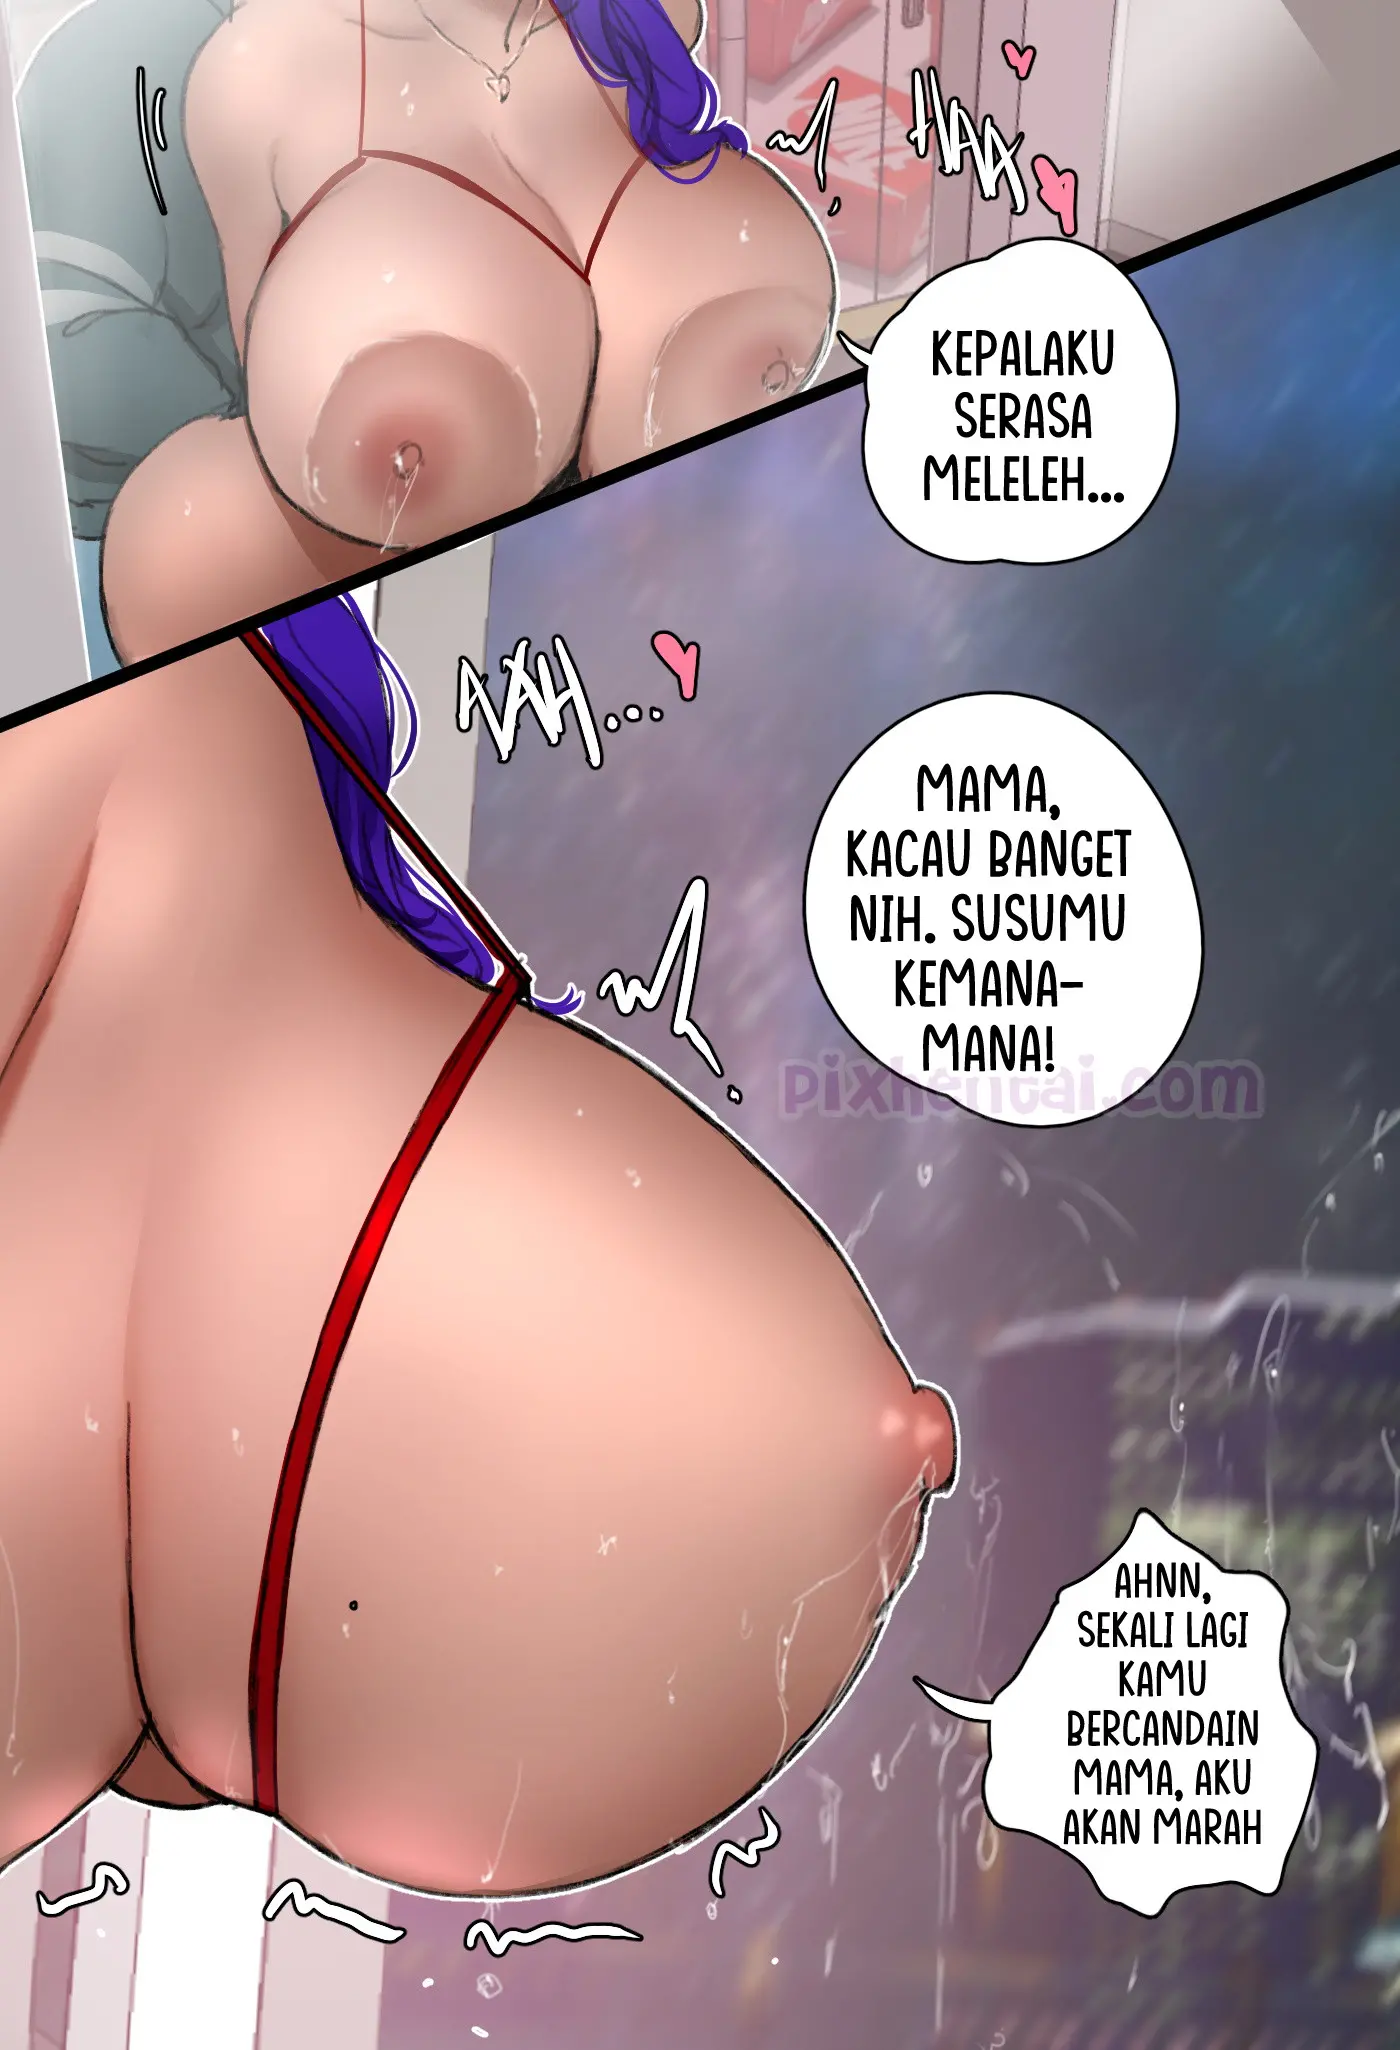 HAA
KEPALAKU
SERASA
MELELEH...
AAH...
MAMA,
KACAU BANGET
NIH. SUSUMU
KEMANA-
MANA!
pixhentai.com
AHNN,
SEKALI LAGI
KAMU
BERCANDAIN
MAMA, AKU
AKAN MARAH